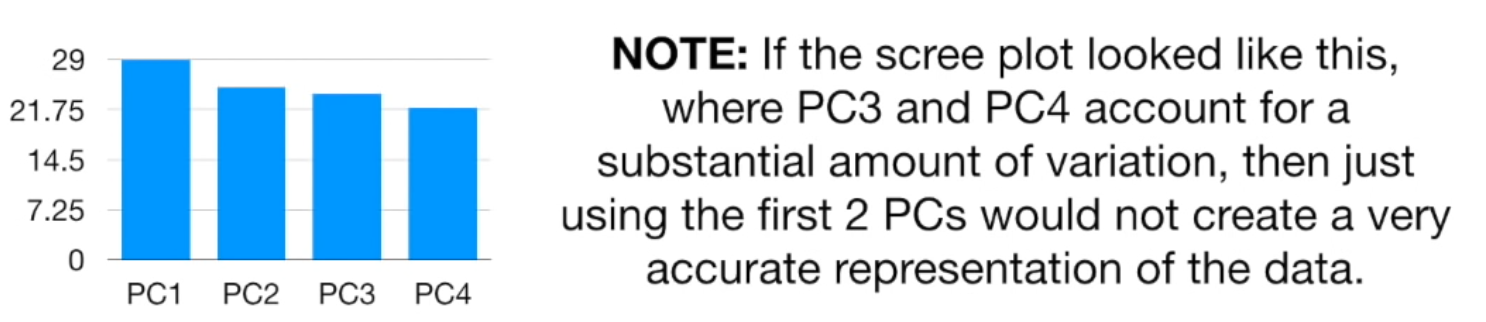 29
21.75
14.5
7.25
0
PC1 PC2 PC3 PC4
NOTE: If the scree plot looked like this,
where PC3 and PC4 account for a
substantial amount of variation, then just
using the first 2 PCs would not create a very
accurate representation of the data.